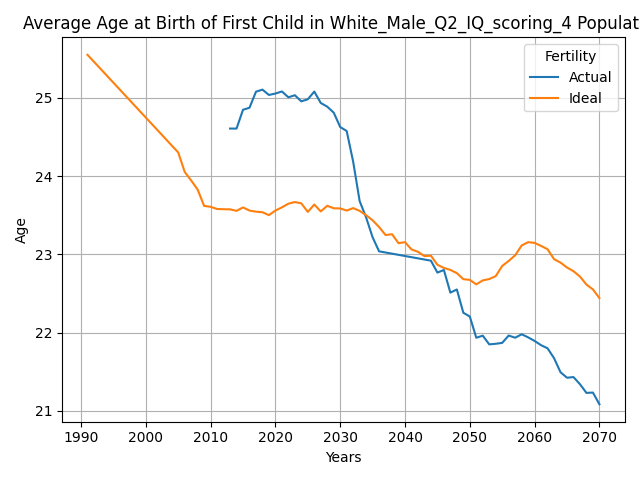 Average Age at Birth of First Child in White_Male_Q2_IQ_scoring_4 Populat
Fertility
Actual
Ideal
Age
25
24
23
22
21
1990 2000 2010 2020 2030 2040 2050 2060 2070
Years